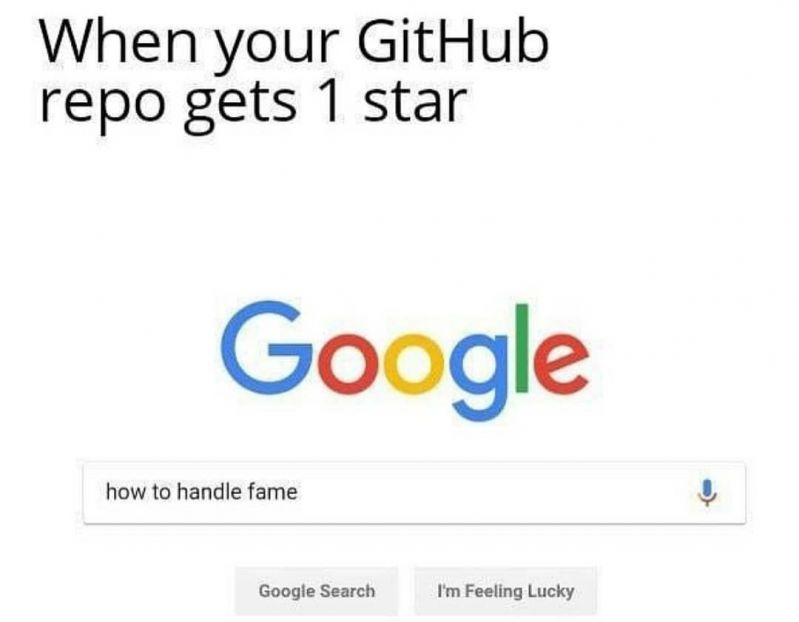 When your GitHub
repo gets 1 star
Google
how to handle fame
Google Search
I'm Feeling Lucky